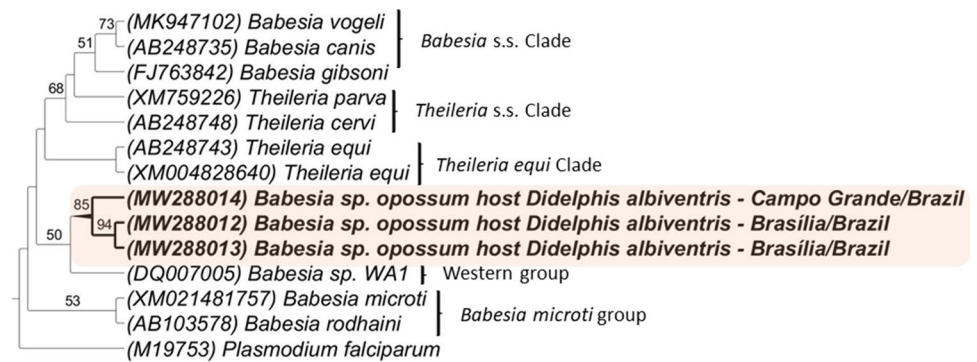 73
(MK947102) Babesia vogeli
51
(AB248735) Babesia canis
Babesia s.s. Clade
(FJ763842) Babesia gibsoni
68
(XM759226) Theileria parva
(AB248748) Theileria cervi
Theileria s.s. Clade
(AB248743) Theileria equi
(XM004828640) Theileria equi
Theileria equi Clade
85
(MW288014) Babesia sp. opossum host Didelphis albiventris - Campo Grande/Brazil
94
(MW288012) Babesia sp. opossum host Didelphis albiventris - Brasília/Brazil
50
(MW288013) Babesia sp. opossum host Didelphis albiventris - Brasília/Brazil
(DQ007005) Babesia sp. WA1
Western group
53
(XM021481757) Babesia microti
(AB103578) Babesia rodhaini
Babesia microti group
(M19753) Plasmodium falciparum